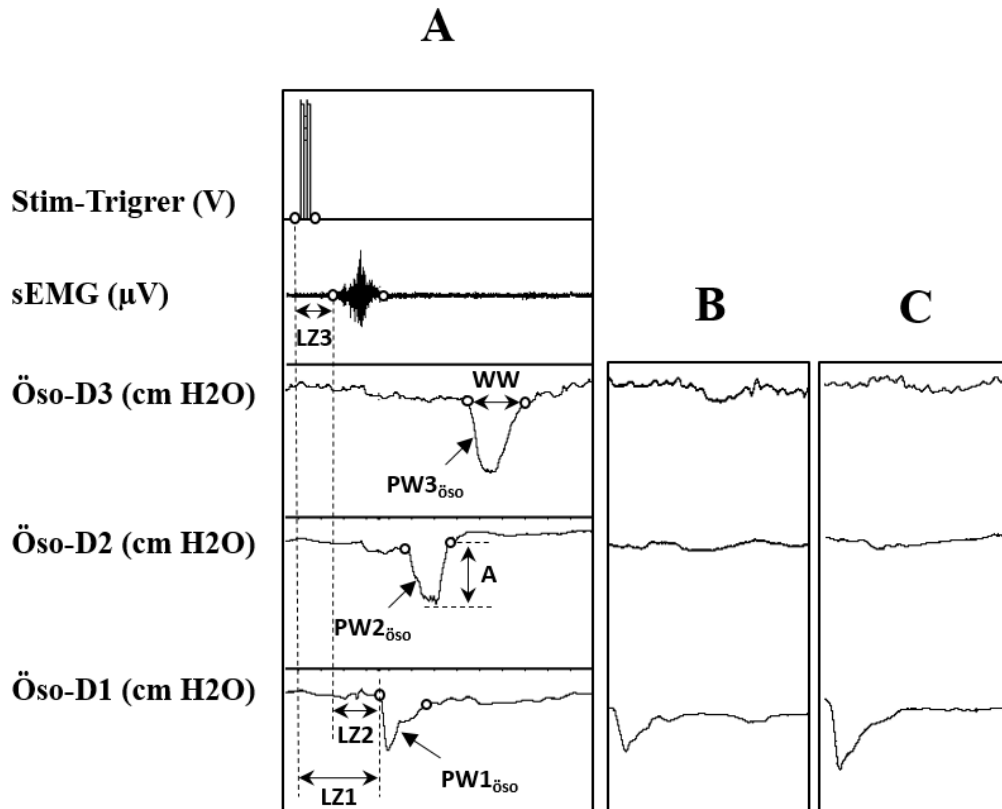 A
Stim-Trigrer (V)
sEMG (µV)
LZ3
B
C
Öso-D3 (cm H2O)
WW
PW3öso
Öso-D2 (cm H2O)
A
PW2öso
Öso-D1 (cm H2O)
LZ2
PW1öso
LZ1